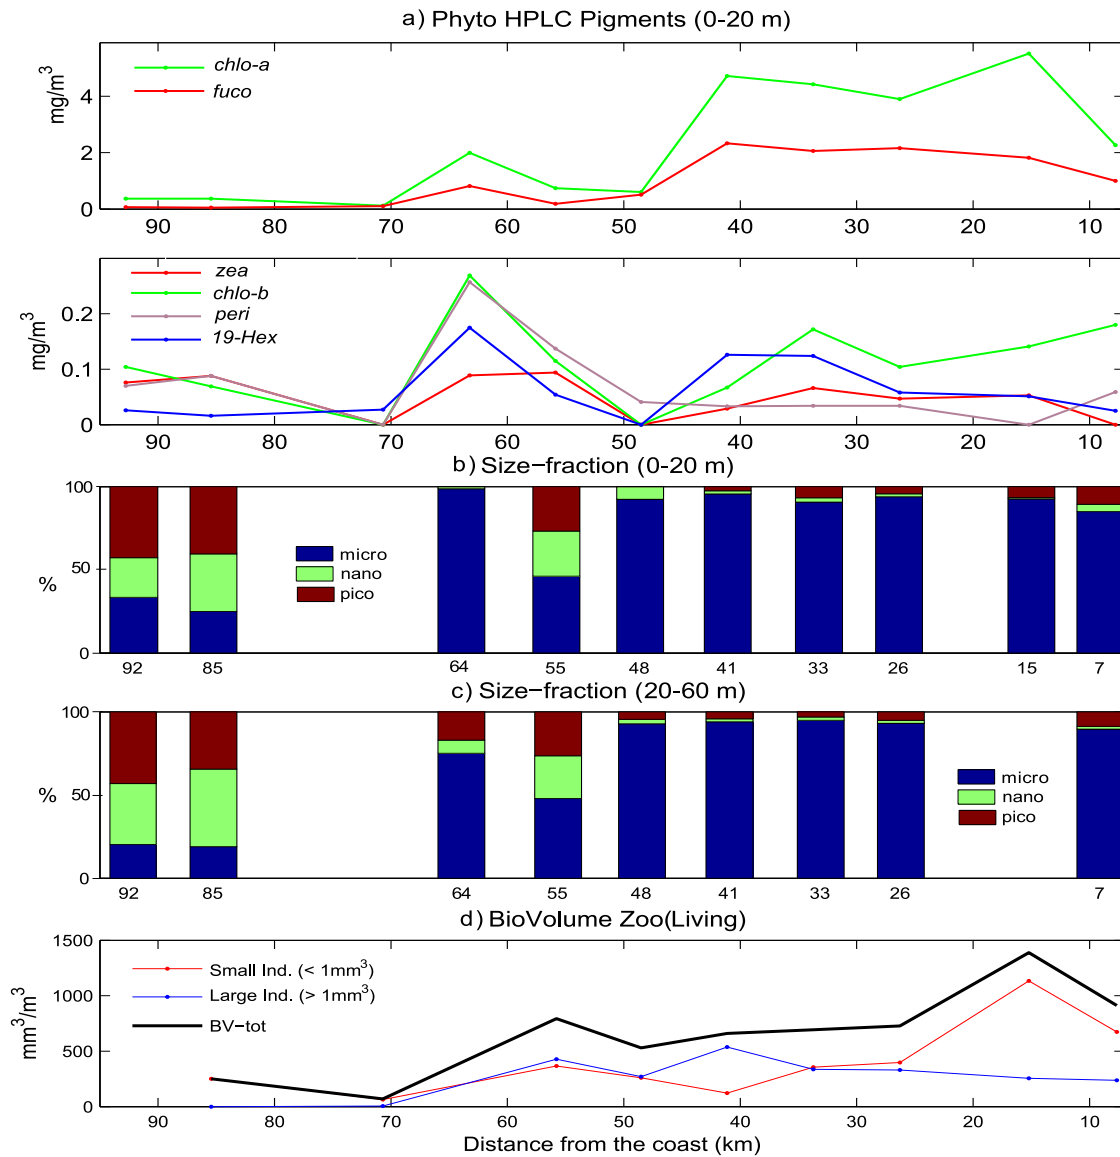 a) Phyto HPLC Pigments (0-20 m)
mg/m³
4
2
0
chlo-a
fuco
90 80 70 60 50 40 30 20 10
mg/m³
0.2
0.1
0
zea
chlo-b
peri
19-Hex
90 80 70 60 50 40 30 20 10
b) Size-fraction (0-20 m)
%
100
50
0
micro
nano
pico
92 85 64 55 48 41 33 26 15 7
c) Size-fraction (20-60 m)
%
100
50
0
micro
nano
pico
92 85 64 55 48 41 33 26 7
d) BioVolume Zoo(Living)
mm³/m³
1500
1000
500
0
Small Ind. (< 1mm³)
Large Ind. (> 1mm³)
BV-tot
90 80 70 60 50 40 30 20 10
Distance from the coast (km)